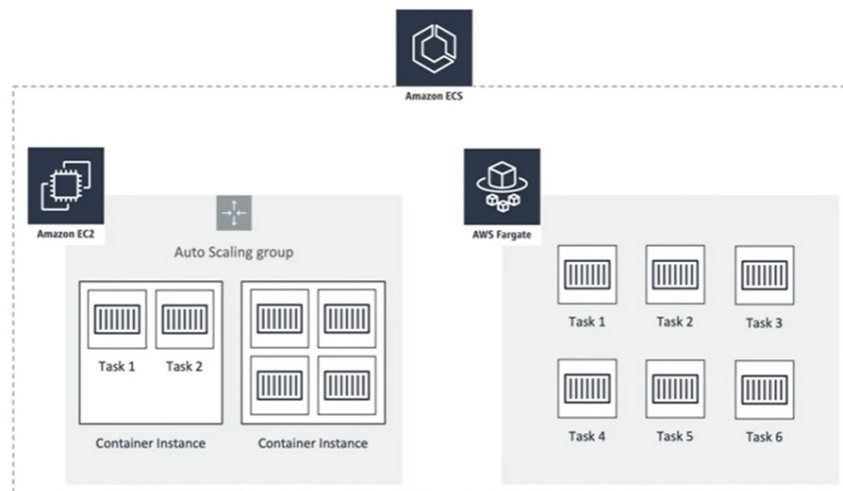 Amazon ECS
Amazon EC2
Auto Scaling group
Task 1
Task 2
Container Instance
Container Instance
AWS Fargate
Task 1
Task 2
Task 3
Task 4
Task 5
Task 6